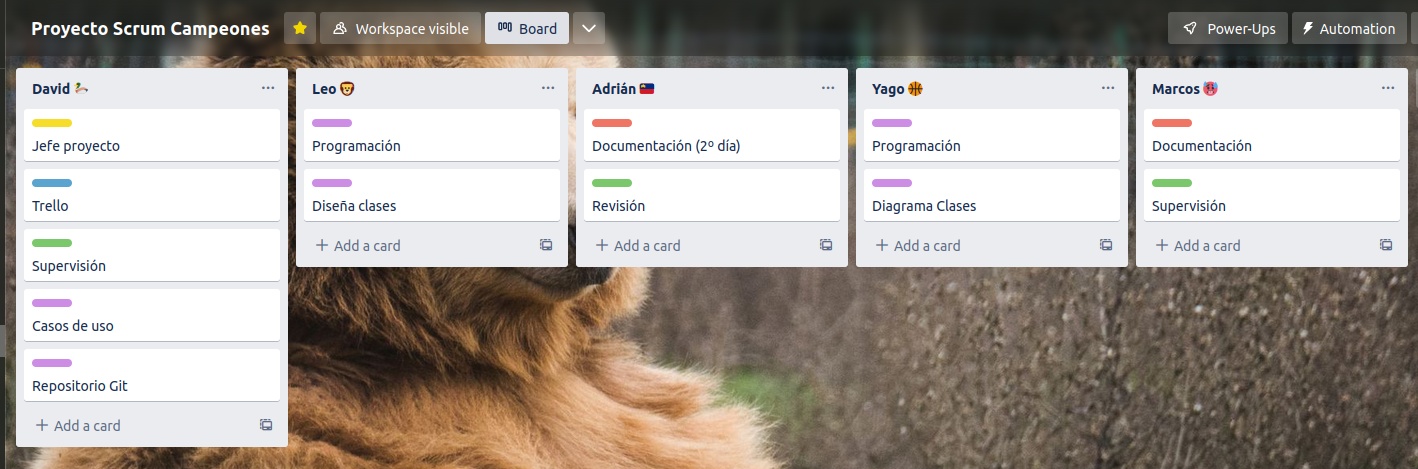 Proyecto Scrum Campeones
Workspace visible
Board
Power-Ups
Automation
David
Jefe proyecto
Trello
Supervisión
Casos de uso
Repositorio Git
Add a card
Leo
Programación
Diseña clases
Add a card
Adrián
Documentación (2º día)
Revisión
Add a card
Yago
Programación
Diagrama Clases
Add a card
Marcos
Documentación
Supervisión
Add a card